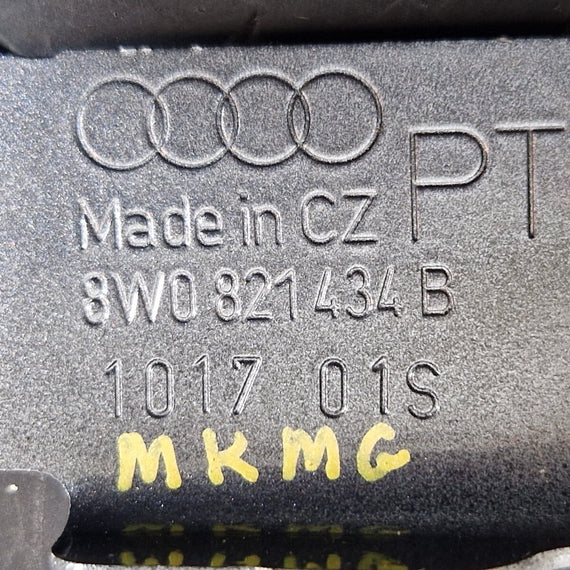 PT
Made in CZ
8W0 821 434 B
1017 01S
MKMG